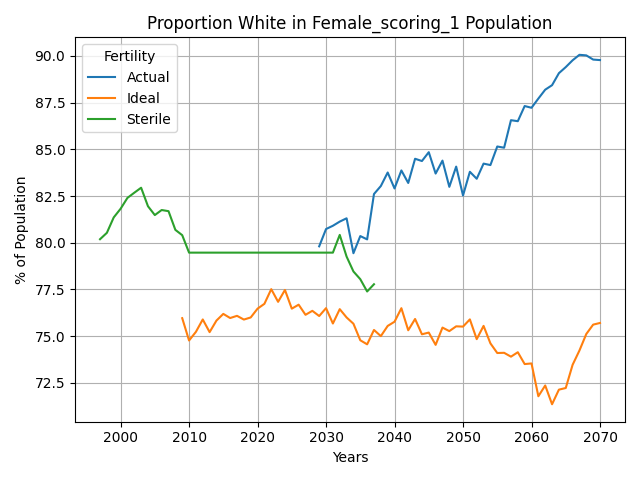 Proportion White in Female_scoring_1 Population
Fertility
Actual
Ideal
Sterile
90.0
87.5
85.0
82.5
80.0
77.5
75.0
72.5
% of Population
2000 2010 2020 2030 2040 2050 2060 2070
Years